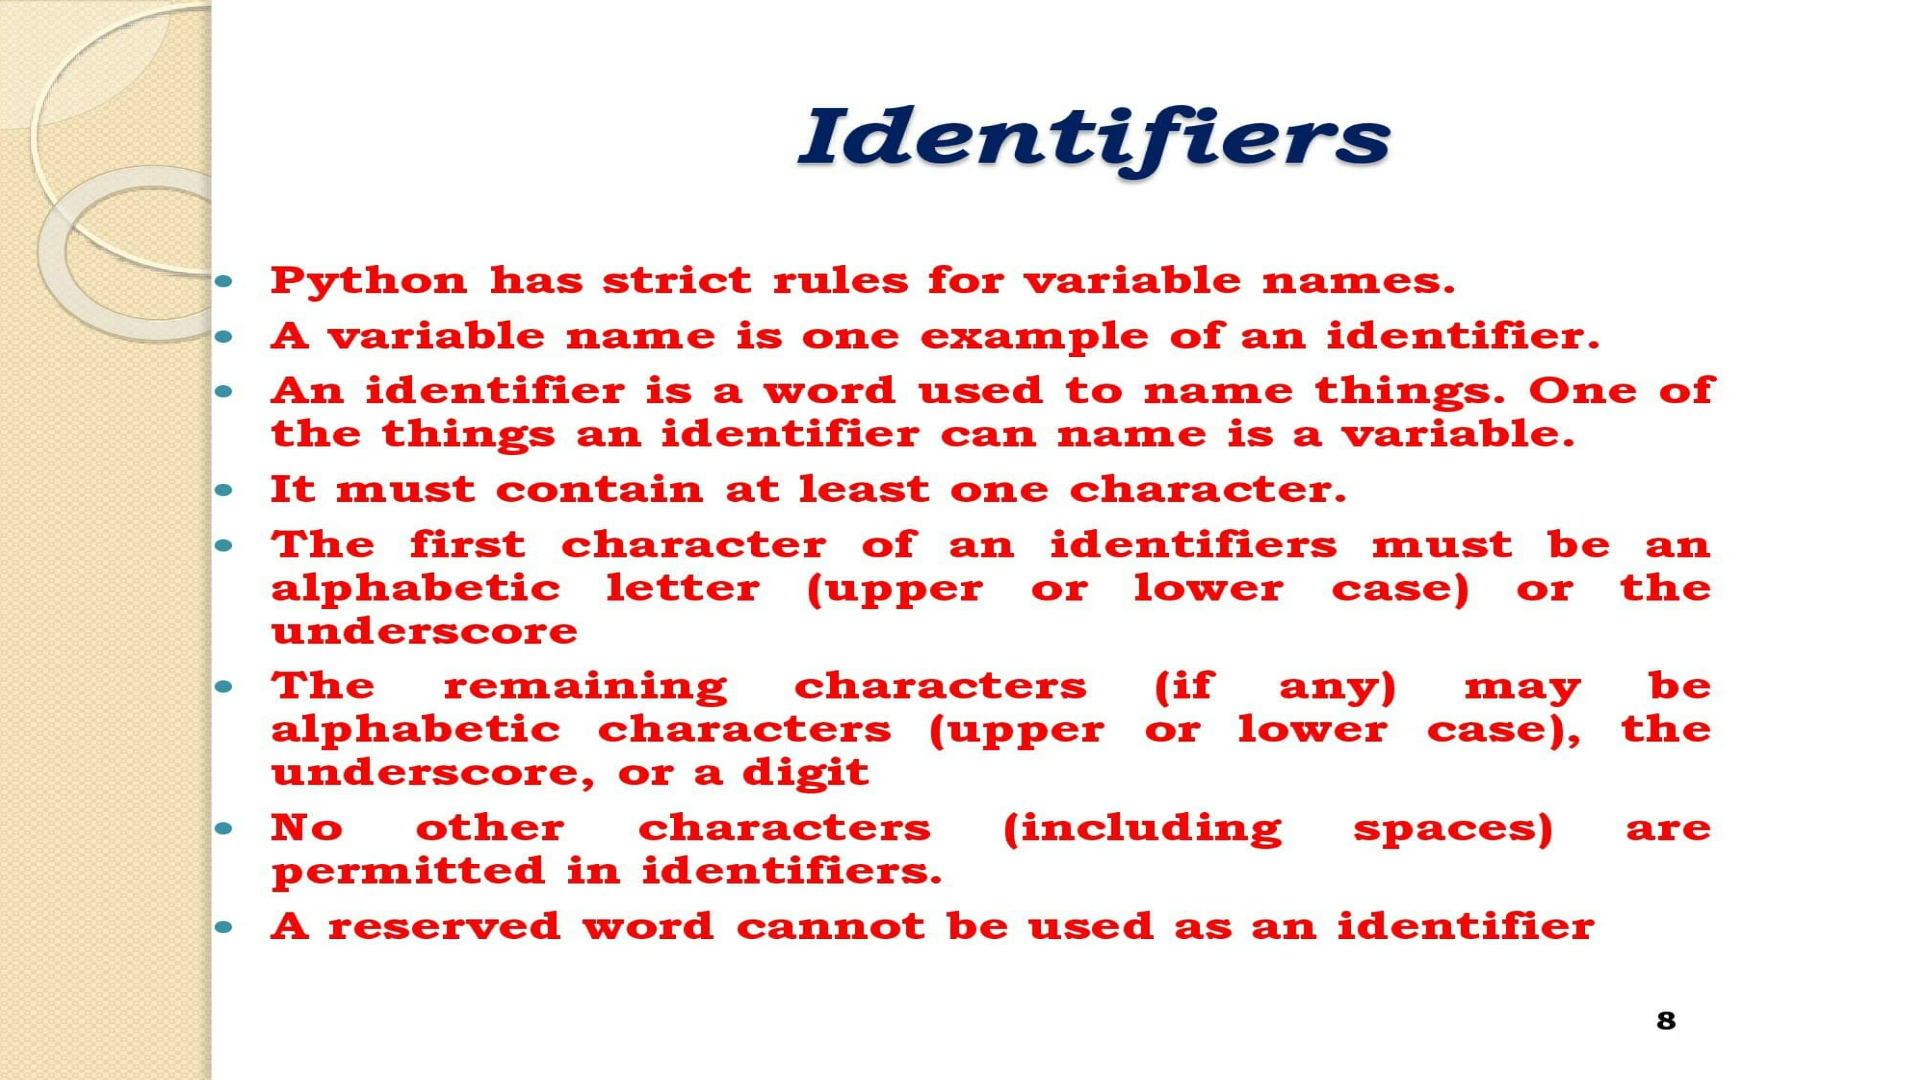 Identifiers
• Python has strict rules for variable names.
• A variable name is one example of an identifier.
• An identifier is a word used to name things. One of
the things an identifier can name is a variable.
• It must contain at least one character.
• The first character of an identifiers must be an
alphabetic letter (upper or lower case) or the
underscore
• The remaining characters (if any) may be
alphabetic characters (upper or lower case), the
underscore, or a digit
• No other characters (including spaces) are
permitted in identifiers.
• A reserved word cannot be used as an identifier
8